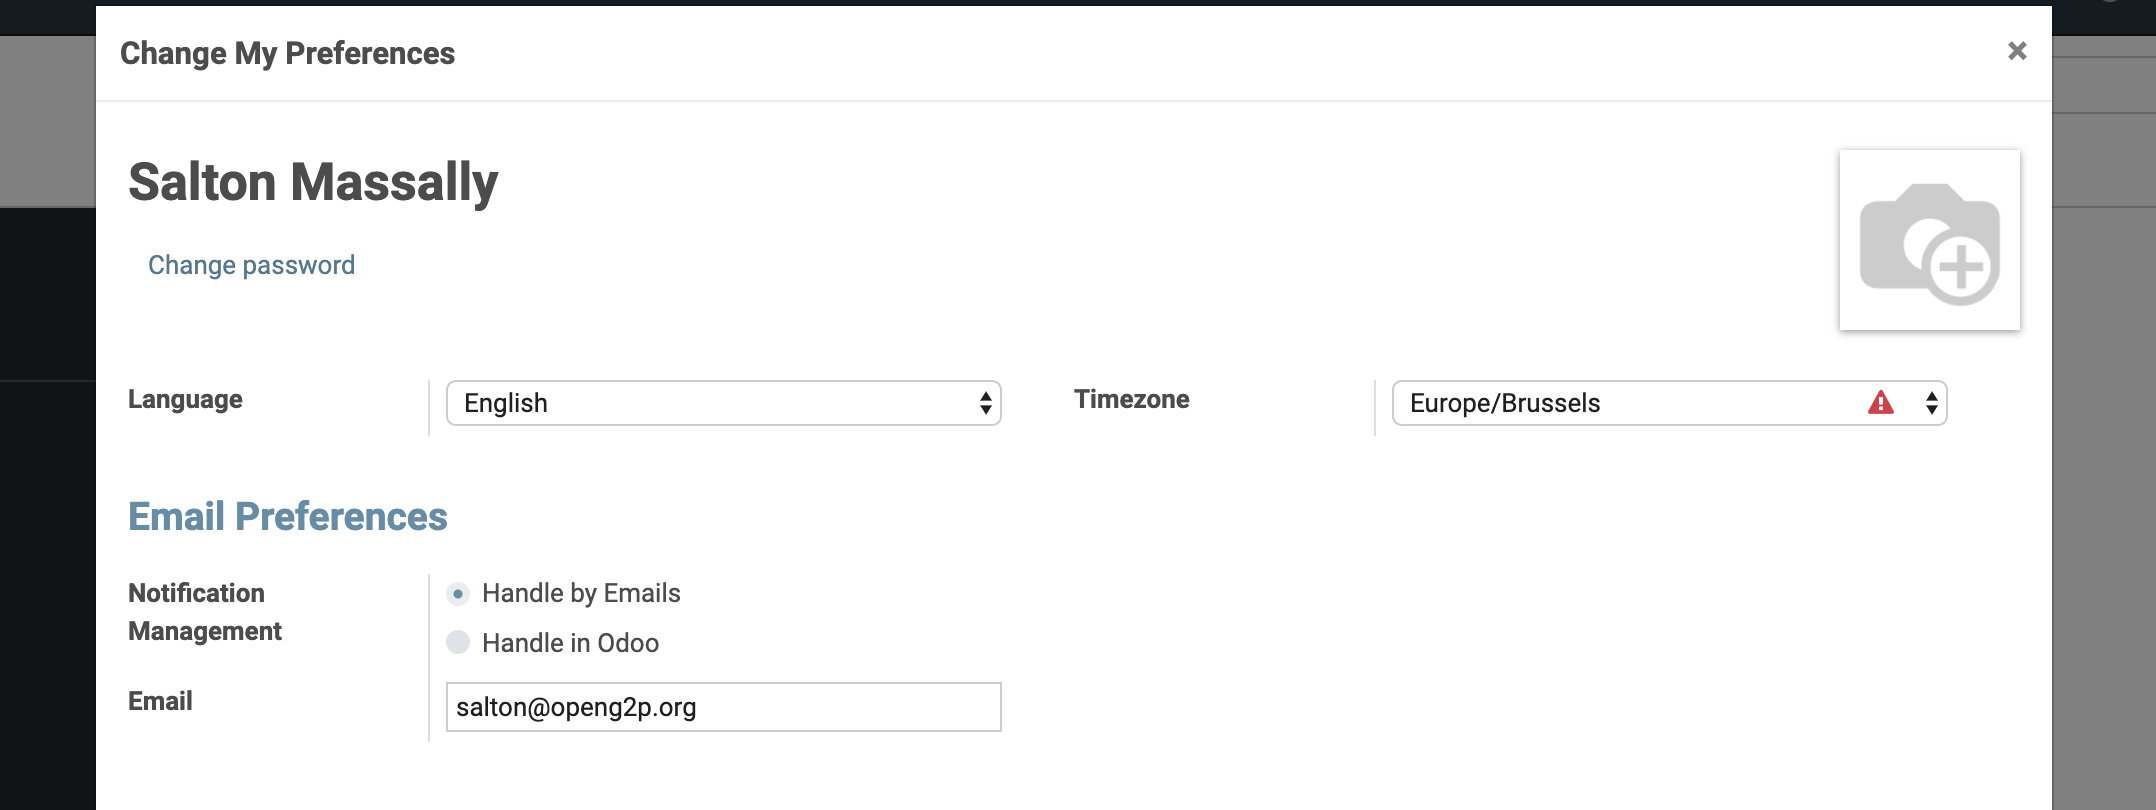 Change My Preferences
Salton Massally
Change password
Language
English
Timezone
Europe/Brussels
Email Preferences
Notification
Management
Handle by Emails
Handle in Odoo
Email
salton@openg2p.org